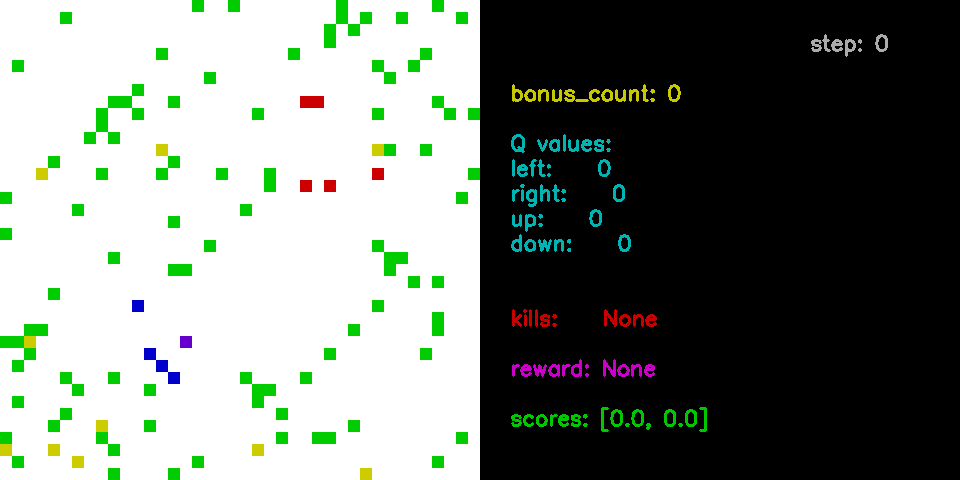 step: 0
bonus_count: 0
Q values:
left: 0
right: 0
up: 0
down: 0
kills: None
reward: None
scores: [0.0, 0.0]